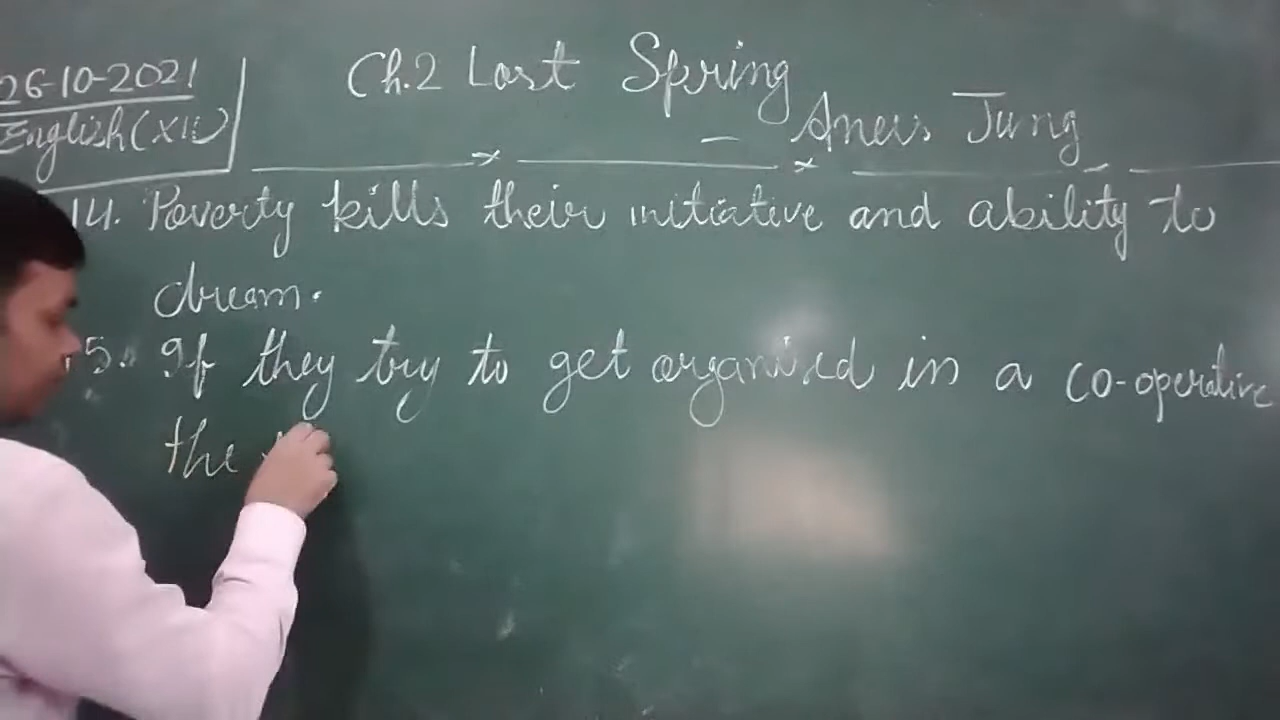 26-10-2021
English (XII)
Ch.2 Lost Spring
– Anees Jung
14. Poverty kills their initiative and ability to
dream.
15. If they try to get organised in a co-operative
the